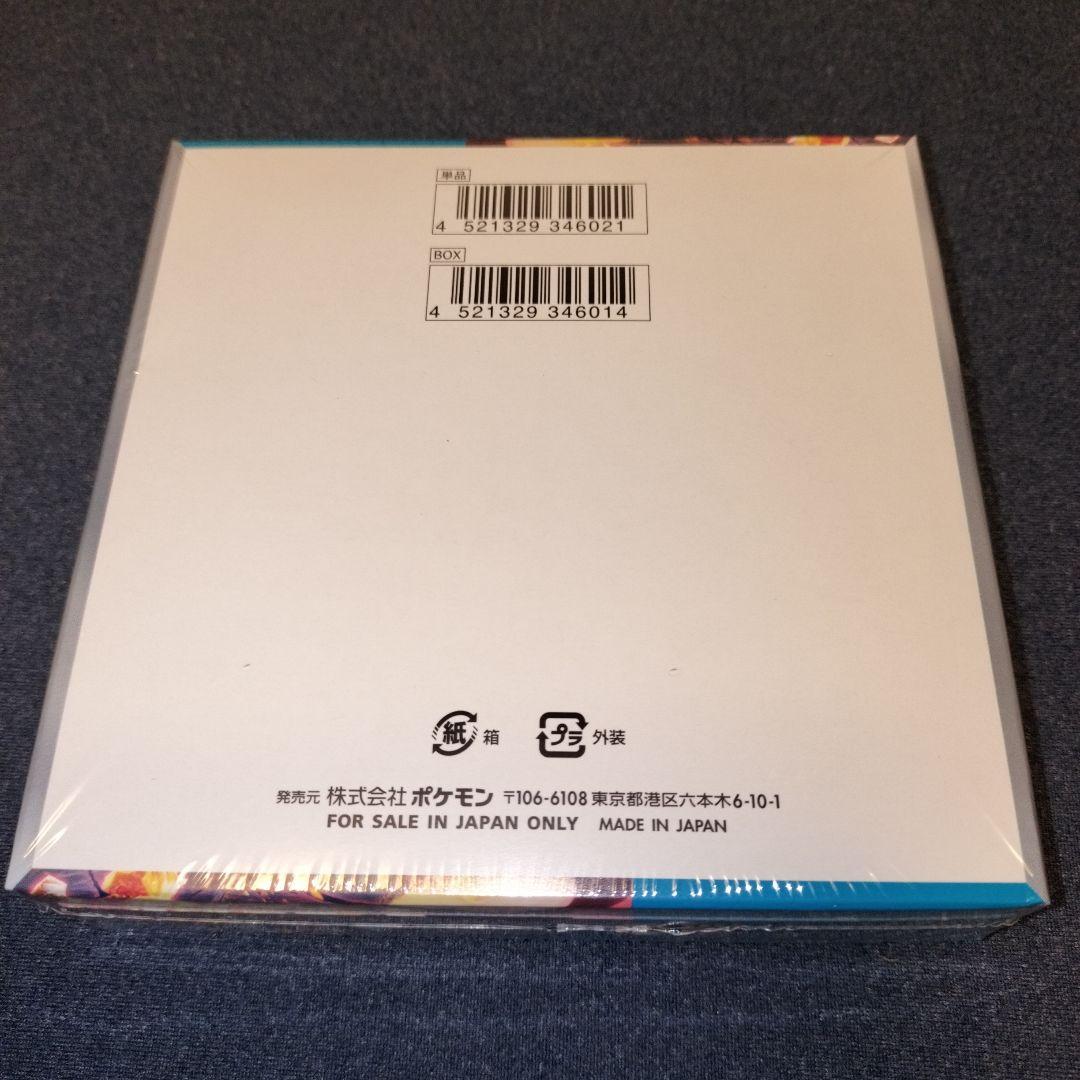 単品
4 521329 346021
BOX
4 521329 346014
紙 箱 プラ 外装
発売元 株式会社 ポケモン 〒106-6108 東京都港区六本木6-10-1
FOR SALE IN JAPAN ONLY MADE IN JAPAN